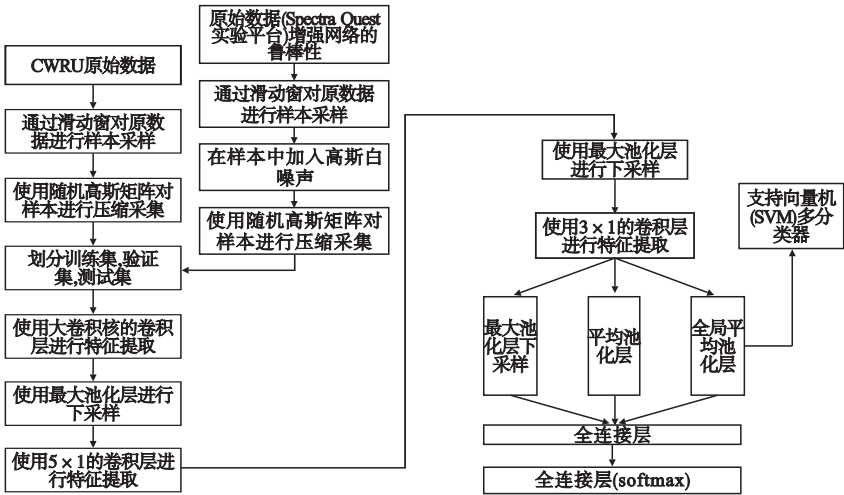 CWRU原始数据
通过滑动窗对原数
据进行样本采样
使用随机高斯矩阵对
样本进行压缩采集
划分训练集,验证
集,测试集
使用大卷积核的卷积
层进行特征提取
使用最大池化层进行
下采样
使用5×1的卷积层进
行特征提取
原始数据(Spectra Quest
实验平台)增强网络的
鲁棒性
通过滑动窗对原数据
进行样本采样
在样本中加入高斯白
噪声
使用随机高斯矩阵对
样本进行压缩采集
使用最大池化层
进行下采样
使用3×1的卷积层
进行特征提取
最大池
化层下
采样
平均池
化层
全局平
均池化
层
支持向量机
(SVM)多分
类器
全连接层
全连接层(softmax)